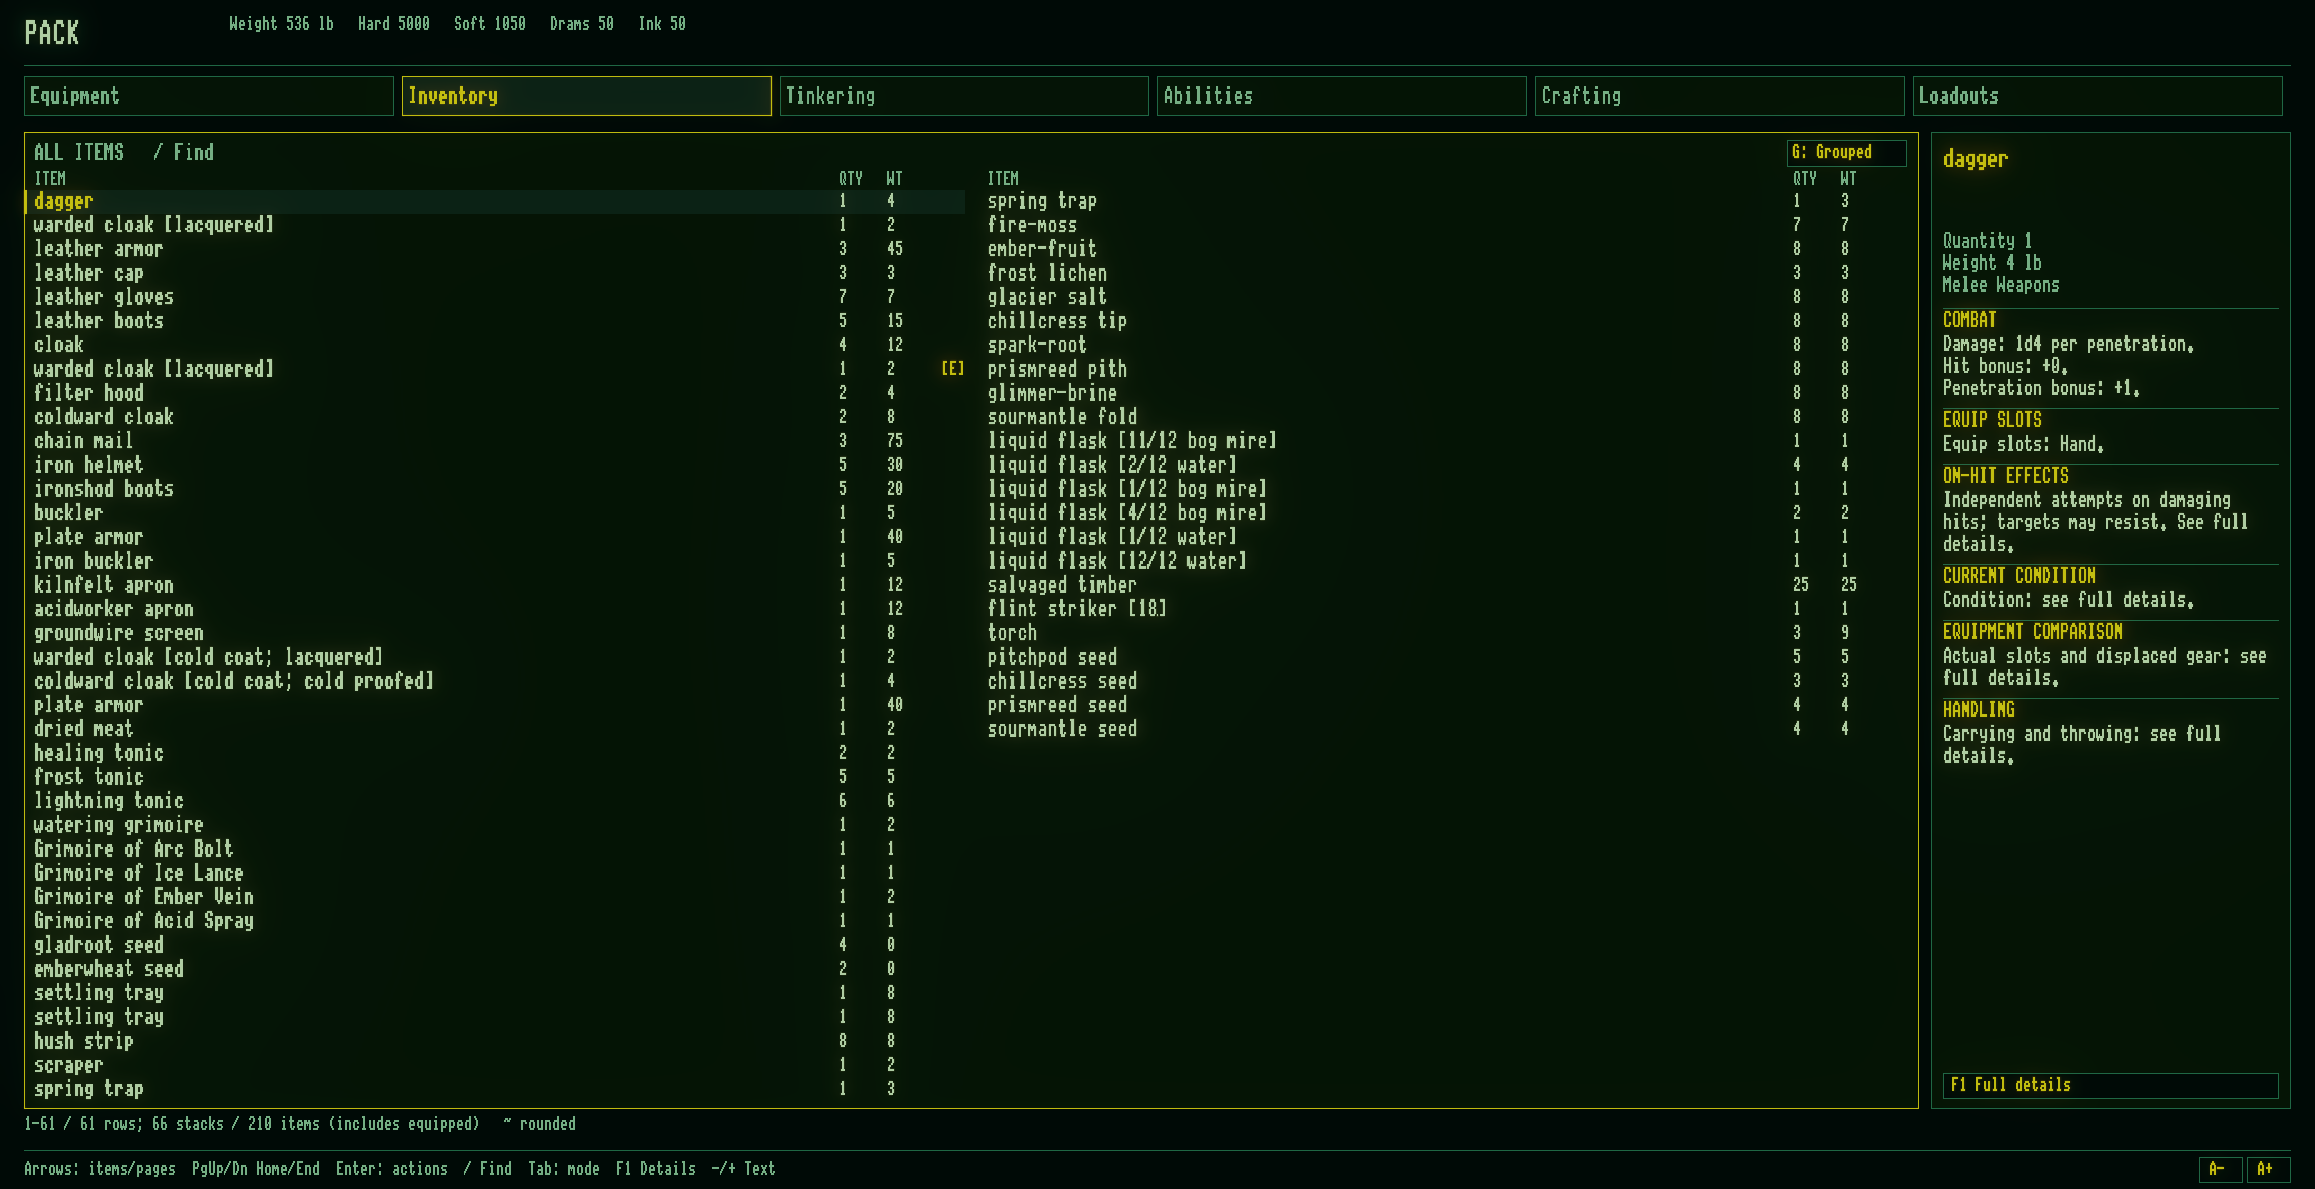 PACK Weight 536 lb Hard 5000 Soft 1050 Drams 50 Ink 50
Equipment Inventory Tinkering Abilities Crafting Loadouts
ALL ITEMS / Find G: Grouped
ITEM QTY WT
dagger 1 4
warded cloak [lacquered] 1 2
leather armor 3 45
leather cap 3 3
leather gloves 7 7
leather boots 5 15
cloak 4 12
warded cloak [lacquered] 1 2 [E]
filter hood 2 4
coldward cloak 2 8
chain mail 3 75
iron helmet 5 30
ironshod boots 5 20
buckler 1 5
plate armor 1 40
iron buckler 1 5
kilnfelt apron 1 12
acidworker apron 1 12
groundwire screen 1 8
warded cloak [cold coat; lacquered] 1 2
coldward cloak [cold coat; cold proofed] 1 4
plate armor 1 40
dried meat 1 2
healing tonic 2 2
frost tonic 5 5
lightning tonic 6 6
watering grimoire 1 2
Grimoire of Arc Bolt 1 1
Grimoire of Ice Lance 1 1
Grimoire of Ember Vein 1 2
Grimoire of Acid Spray 1 1
gladroot seed 4 0
emberwheat seed 2 0
settling tray 1 8
settling tray 1 8
hush strip 8 8
scraper 1 2
spring trap 1 3
ITEM QTY WT
spring trap 1 3
fire-moss 7 7
ember-fruit 8 8
frost lichen 3 3
glacier salt 8 8
chillcress tip 8 8
spark-root 8 8
prismreed pith 8 8
glimmer-brine 8 8
sourmantle fold 8 8
liquid flask [11/12 bog mire] 1 1
liquid flask [2/12 water] 4 4
liquid flask [1/12 bog mire] 1 1
liquid flask [4/12 bog mire] 2 2
liquid flask [1/12 water] 1 1
liquid flask [12/12 water] 1 1
salvaged timber 25 25
flint striker [18] 1 1
torch 3 9
pitchpod seed 5 5
chillcress seed 3 3
prismreed seed 4 4
sourmantle seed 4 4
dagger
Quantity 1
Weight 4 lb
Melee Weapons
COMBAT
Damage: 1d4 per penetration.
Hit bonus: +0.
Penetration bonus: +1.
EQUIP SLOTS
Equip slots: Hand.
ON-HIT EFFECTS
Independent attempts on damaging
hits; targets may resist. See full
details.
CURRENT CONDITION
Condition: see full details.
EQUIPMENT COMPARISON
Actual slots and displaced gear: see
full details.
HANDLING
Carrying and throwing: see full
details.
F1 Full details
1-61 / 61 rows; 66 stacks / 210 items (includes equipped) ~ rounded
Arrows: items/pages PgUp/Dn Home/End Enter: actions / Find Tab: mode F1 Details -/+ Text A- A+